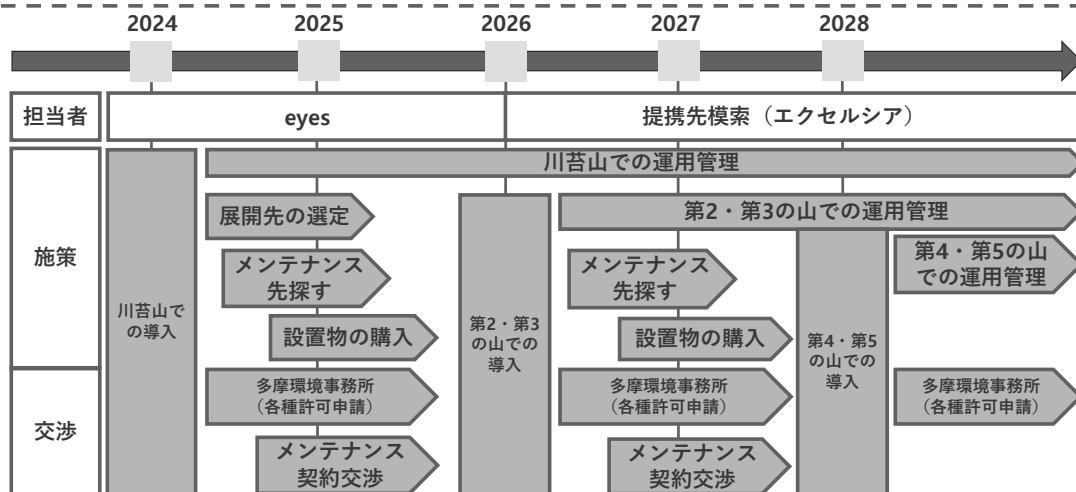 2024
2025
2026
2027
2028
担当者
eyes
提携先模索（エクセルシア）
施策
川苔山で
の導入
川苔山での運用管理
展開先の選定
第2・第3の山での運用管理
メンテナンス
先探す
メンテナンス
先探す
第4・第5の山
での運用管理
設置物の購入
第2・第3
の山での
導入
設置物の購入
第4・第5
の山での
導入
交渉
多摩環境事務所
（各種許可申請）
多摩環境事務所
（各種許可申請）
多摩環境事務所
（各種許可申請）
メンテナンス
契約交渉
メンテナンス
契約交渉